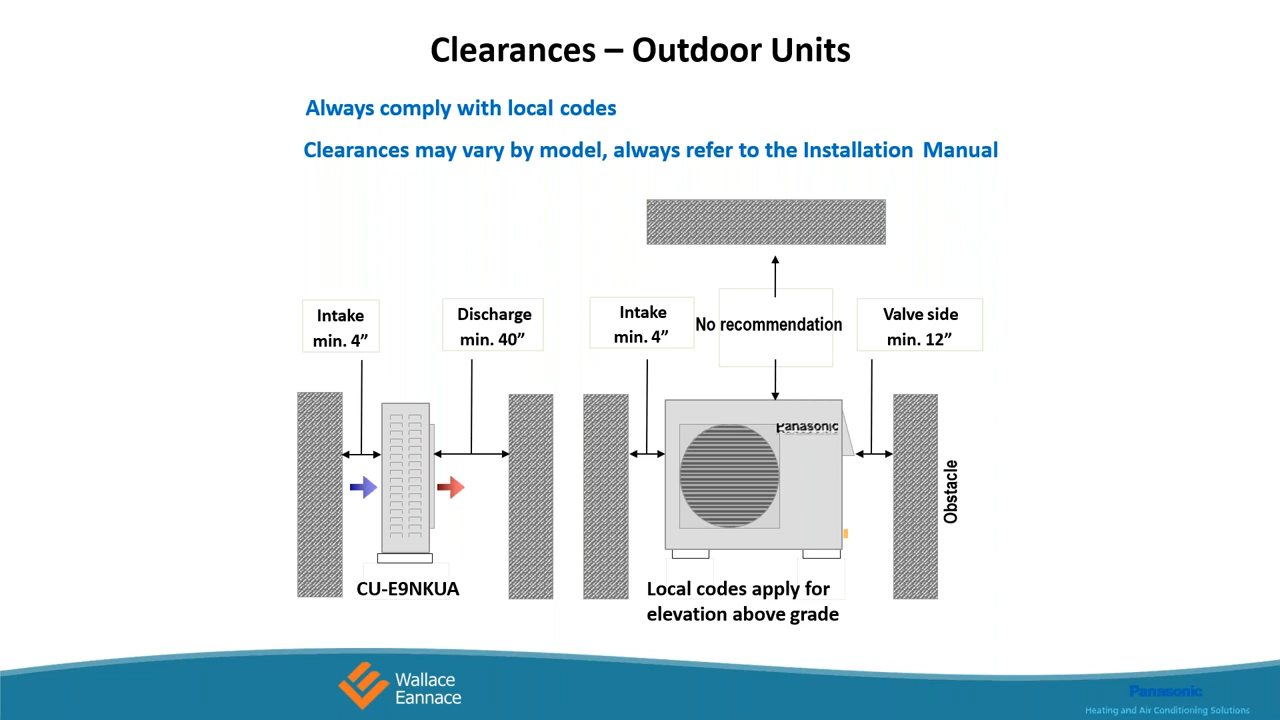 Clearances – Outdoor Units
Always comply with local codes
Clearances may vary by model, always refer to the Installation Manual
Intake
min. 4”
Discharge
min. 40”
Intake
min. 4”
No recommendation
Valve side
min. 12”
Panasonic
Obstacle
CU-E9NKUA
Local codes apply for
elevation above grade
Wallace
Eannace
Panasonic
Heating and Air Conditioning Solutions